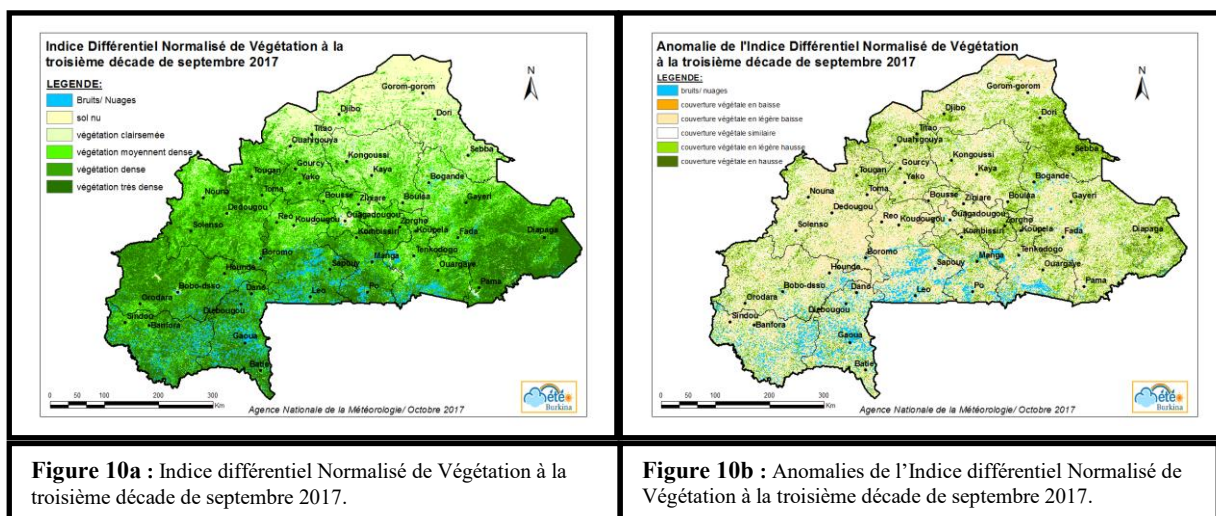 Indice Différentiel Normalisé de Végétation à la
troisième décade de septembre 2017
LEGENDE:
Bruits/ Nuages
sol nu
végétation clairsemée
végétation moyennent dense
végétation dense
végétation très dense
N
Gorom-gorom
Djibo
Dori
Titao
Ouahigouya
Sebba
Kongoussi
Gourcy
Kaya
Tougan
Yako
Bogande
Nouna
Toma
Bousse
Ziniare
Boulsa
Gayeri
Dedougou
Ouagadougou
Solenso
Reo
Koudougou
Zorgho
Koupela
Kombissiri
Fada
Diapaga
Tenkodogo
Boromo
Manga
Ouargaye
Hounda
Sapouy
Pama
Bobo-dsso
Dano
Leo
Po
Orodara
Diebougou
Sindou
Banfora
Gaoua
Batie
0 50 100 200 300
Km
Agence Nationale de la Météorologie/ Octobre 2017
Météo
Burkina
Anomalie de l'Indice Différentiel Normalisé de Végétation
à la troisième décade de septembre 2017
LEGENDE:
bruits/ nuages
couverture végétale en baisse
couverture végétale en légère baisse
couverture végétale similaire
couverture végétale en légère hausse
couverture végétale en hausse
N
Gorom-gorom
Djibo
Dori
Titao
Ouahigouya
Sebba
Kongoussi
Gourcy
Kaya
Tougan
Yako
Bogande
Nouna
Toma
Bousse
Ziniare
Boulsa
Gayeri
Dedougou
Ouagadougou
Solenso
Reo
Koudougou
Zorgho
Koupela
Kombissiri
Fada
Diapaga
Tenkodogo
Boromo
Manga
Ouargaye
Hounda
Sapouy
Pama
Bobo-dsso
Dano
Leo
Po
Orodara
Diebougou
Sindou
Banfora
Gaoua
Batie
0 50 100 200 300
Km
Agence Nationale de la Météorologie/ Octobre 2017
Météo
Burkina
Figure 10a : Indice différentiel Normalisé de Végétation à la
troisième décade de septembre 2017.
Figure 10b : Anomalies de l’Indice différentiel Normalisé de
Végétation à la troisième décade de septembre 2017.